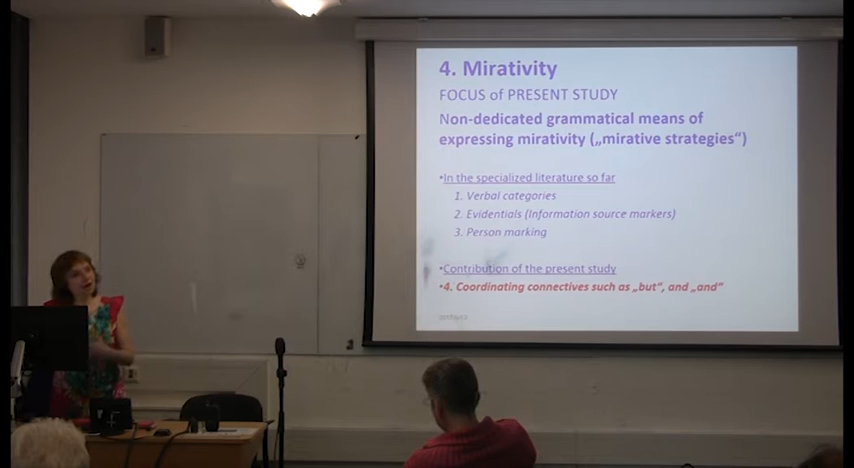 4. Mirativity
FOCUS of PRESENT STUDY
Non-dedicated grammatical means of
expressing mirativity („mirative strategies“)
•In the specialized literature so far
1. Verbal categories
2. Evidentials (Information source markers)
3. Person marking
•Contribution of the present study
•4. Coordinating connectives such as „but“, and „and“